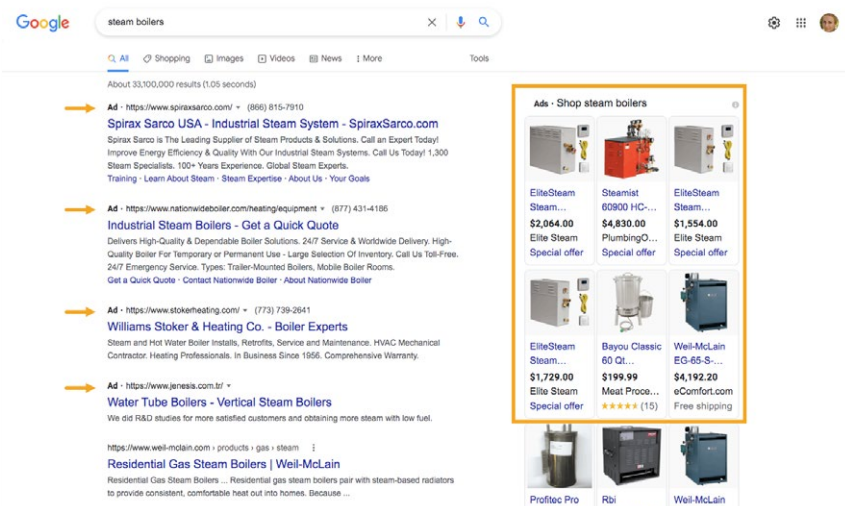 Google
steam boilers
All
Shopping
Images
Videos
News
More
Tools
About 33,100,000 results (1.05 seconds)
Ad · https://www.spiraxsarco.com/ (866) 815-7910
Spirax Sarco USA - Industrial Steam System - SpiraxSarco.com
Spirax Sarco is The Leading Supplier of Steam Products & Solutions. Call an Expert Today!
Improve Energy Efficiency & Quality With Our Industrial Steam Systems. Call Us Today! 1,300
Steam Specialists. 100+ Years Experience. Global Steam Experts.
Training · Learn About Steam · Steam Expertise · About Us · Your Goals
Ad · https://www.nationwideboiler.com/heating/equipment (877) 431-4186
Industrial Steam Boilers - Get a Quick Quote
Delivers High-Quality & Dependable Boiler Solutions. 24/7 Service & Worldwide Delivery. High-
Quality Boiler For Temporary or Permanent Use - Large Selection Of Inventory. Call Us Toll-Free.
24/7 Emergency Service. Types: Trailer-Mounted Boilers, Mobile Boiler Rooms.
Get a Quick Quote · Contact Nationwide Boiler · About Nationwide Boiler
Ad · https://www.stokerheating.com/ (773) 739-2641
Williams Stoker & Heating Co. - Boiler Experts
Steam and Hot Water Boiler Installs, Retrofits, Service and Maintenance. HVAC Mechanical
Contractor. Heating Professionals. In Business Since 1956. Comprehensive Warranty.
Ad · https://www.jenesis.com.tr/
Water Tube Boilers - Vertical Steam Boilers
We did R&D studies for more satisfied customers and obtaining more steam with low fuel.
https://www.weil-mclain.com › products › gas › steam
Residential Gas Steam Boilers | Weil-McLain
Residential Gas Steam Boilers ... Residential gas steam boilers pair with steam-based radiators
to provide consistent, comfortable heat out into homes. Because ...
Ads · Shop steam boilers
EliteSteam
Steam...
$2,064.00
Elite Steam
Special offer
Steamist
60900 HC-...
$4,830.00
PlumbingO...
Special offer
EliteSteam
Steam...
$1,554.00
Elite Steam
Special offer
EliteSteam
Steam...
$1,729.00
Elite Steam
Special offer
Bayou Classic
60 Qt...
$199.99
Meat Proce...
(15)
Weil-McLain
EG-65-S-...
$4,192.20
eComfort.com
Free shipping
Profitec Pro
Rbi
Weil-McLain